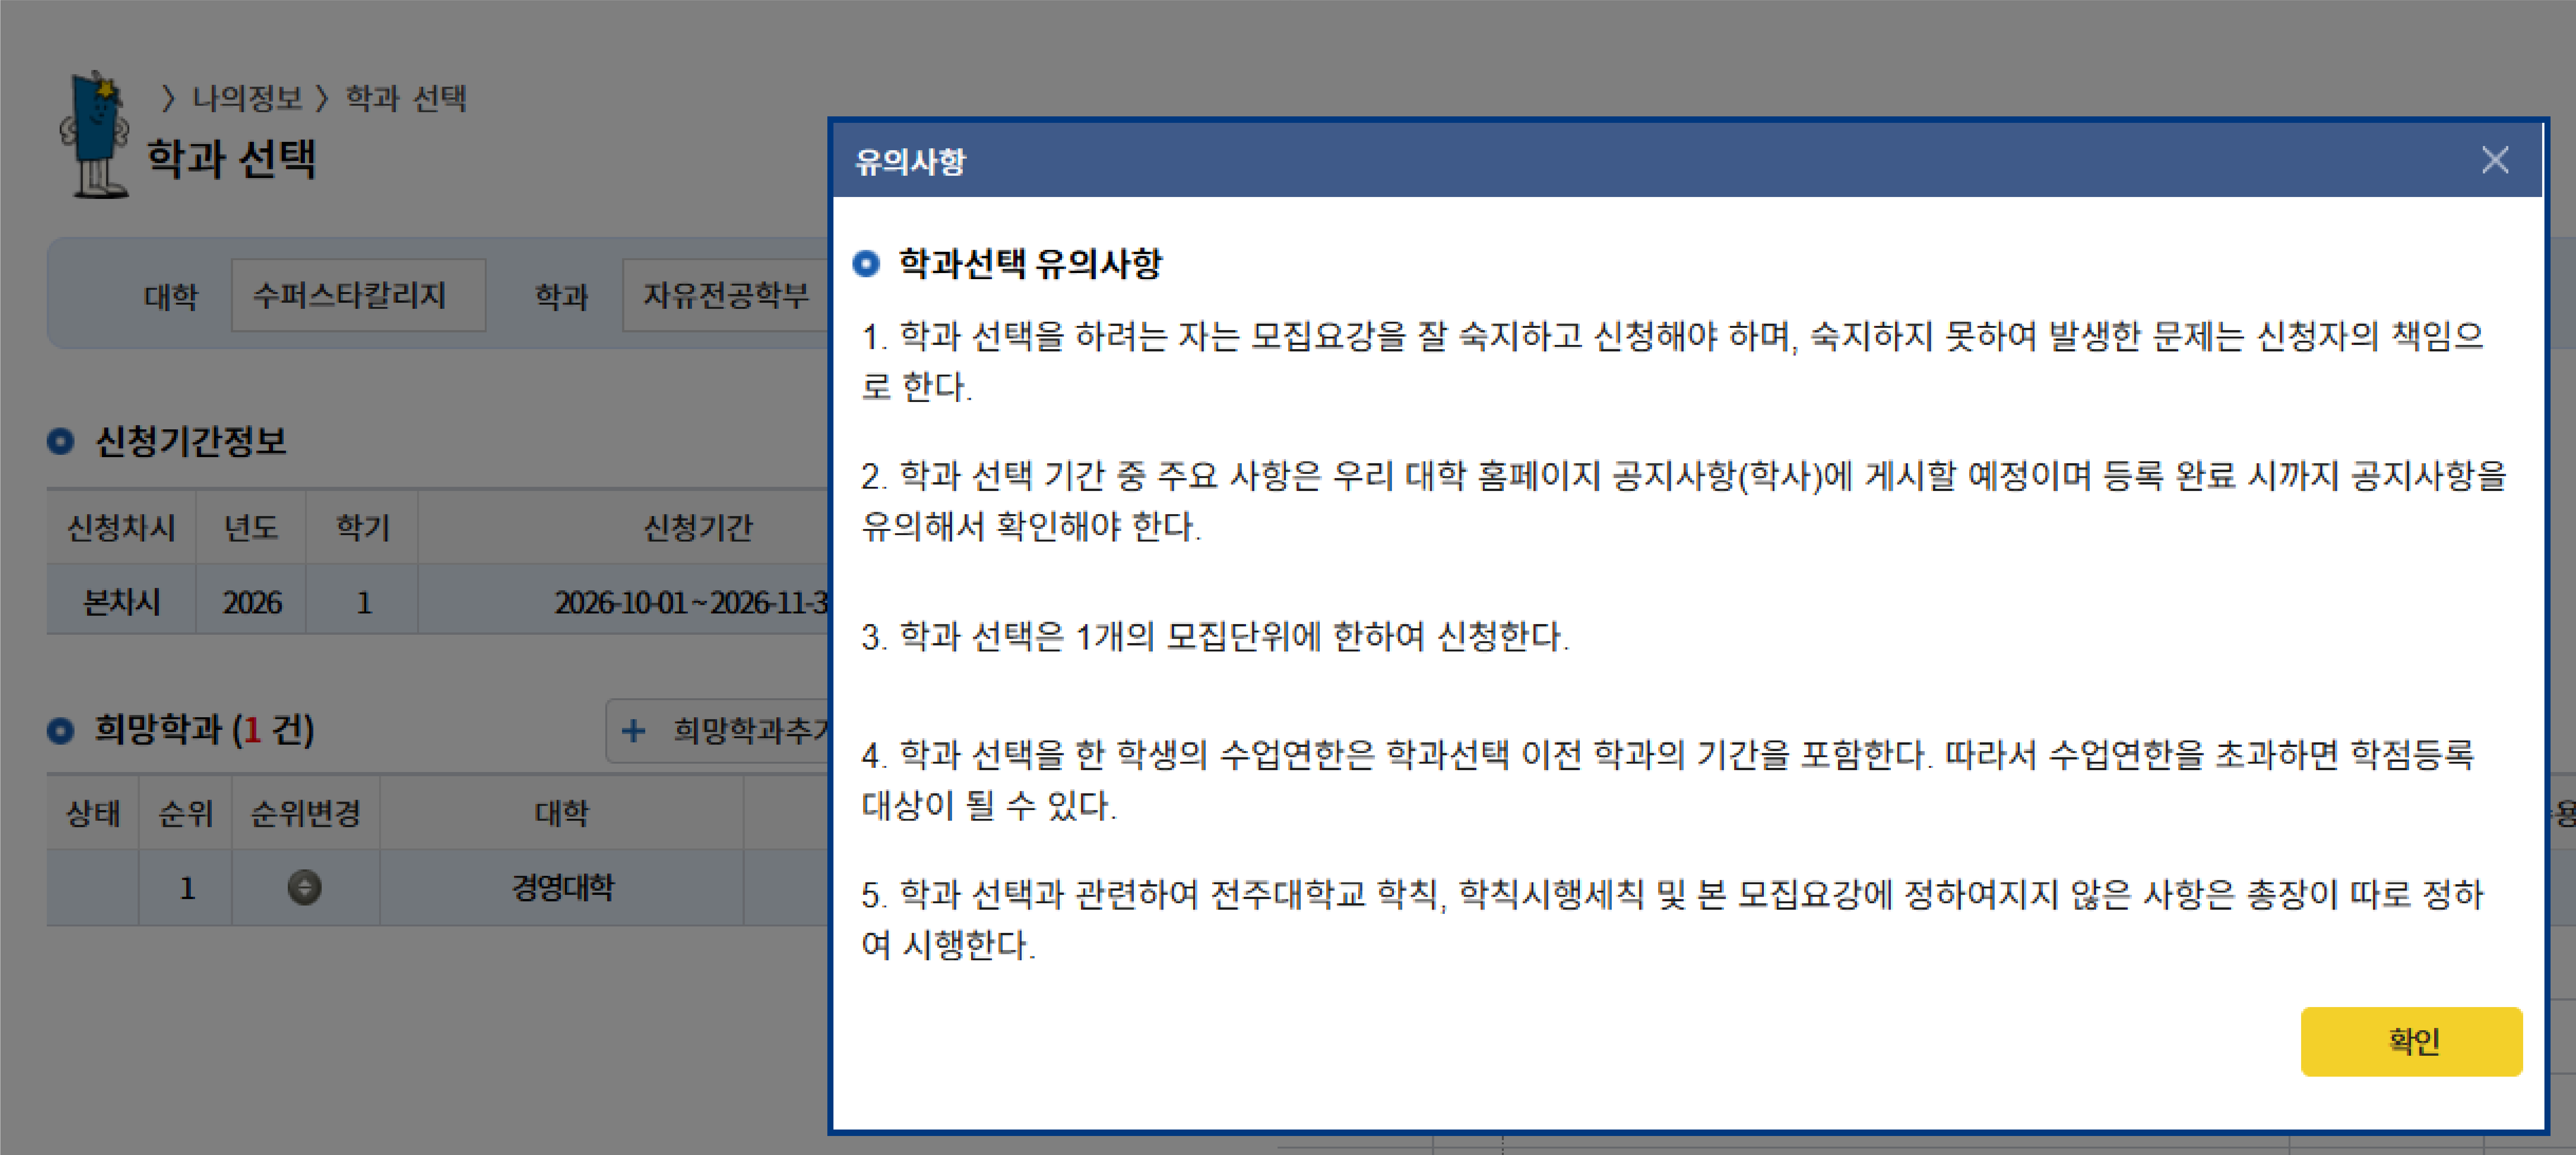 〉 나의정보 〉 학과 선택
학과 선택
대학 수퍼스타칼리지 학과 자유전공학부
신청기간정보
신청차시 년도 학기 신청기간
본차시 2026 1 2026-10-01 ~ 2026-11-3
희망학과 (1 건)
+ 희망학과추가
상태 순위 순위변경 대학
1 경영대학
유의사항
학과선택 유의사항
1. 학과 선택을 하려는 자는 모집요강을 잘 숙지하고 신청해야 하며, 숙지하지 못하여 발생한 문제는 신청자의 책임으
로 한다.
2. 학과 선택 기간 중 주요 사항은 우리 대학 홈페이지 공지사항(학사)에 게시할 예정이며 등록 완료 시까지 공지사항을
유의해서 확인해야 한다.
3. 학과 선택은 1개의 모집단위에 한하여 신청한다.
4. 학과 선택을 한 학생의 수업연한은 학과선택 이전 학과의 기간을 포함한다. 따라서 수업연한을 초과하면 학점등록
대상이 될 수 있다.
5. 학과 선택과 관련하여 전주대학교 학칙, 학칙시행세칙 및 본 모집요강에 정하여지지 않은 사항은 총장이 따로 정하
여 시행한다.
확인